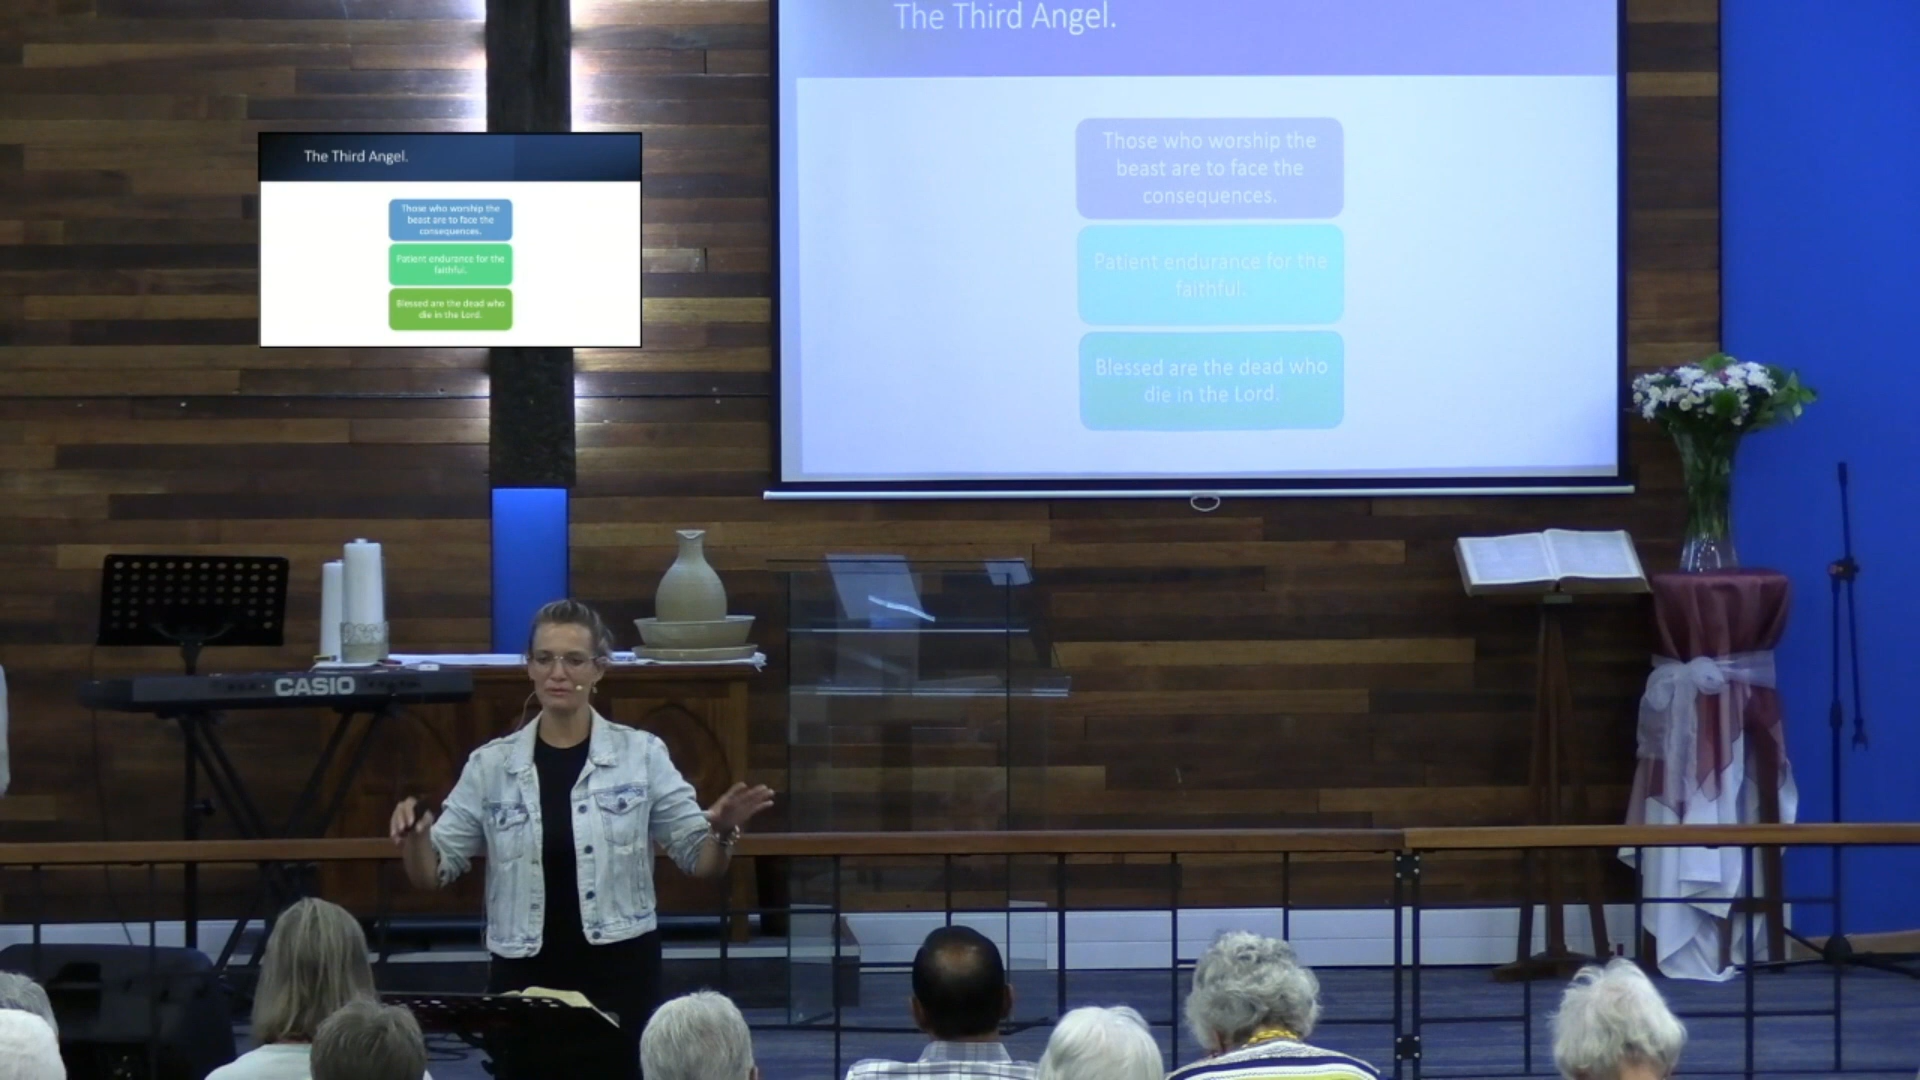 The Third Angel.
Those who worship the
beast are to face the
consequences.
Patient endurance for the
faithful.
Blessed are the dead who
die in the Lord.
The Third Angel.
Those who worship the
beast are to face the
consequences.
Patient endurance for the
faithful.
Blessed are the dead who
die in the Lord.
CASIO